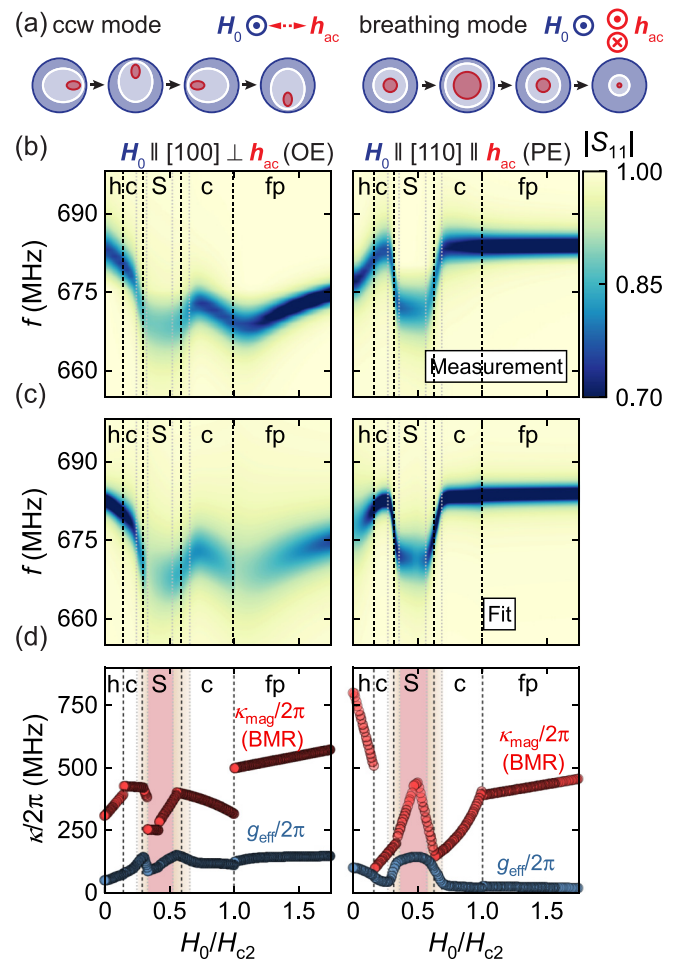 (a) ccw mode H0 hac breathing mode H0 hac
(b) H0 ∥ [100] ⊥ hac (OE) H0 ∥ [110] ∥ hac (PE) |S11|
h c S c fp h c S c fp 1.00
690
675
660
f (MHz)
0.85
Measurement 0.70
(c)
h c S c fp h c S c fp
690
675
660
f (MHz)
Fit
(d)
h c S c fp h c S c fp
750
500
250
0
κ/2π (MHz)
κmag/2π
(BMR)
geff/2π
κmag/2π
(BMR)
geff/2π
0.0 0.5 1.0 1.5 0.0 0.5 1.0 1.5
H0/Hc2 H0/Hc2